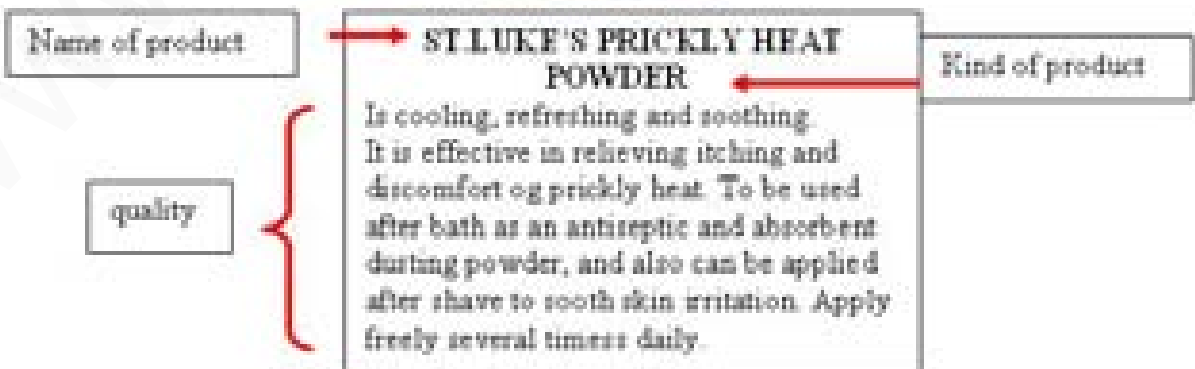 Name of product
ST.LUKE'S PRICKLY HEAT
POWDER
Kind of product
Is cooling, refreshing and soothing.
It is effective in relieving itching and
discomfort og prickly heat. To be used
after bath as an antiseptic and absorbent
dusting powder, and also can be applied
after shave to sooth skin irritation. Apply
freely several timess daily.
quality